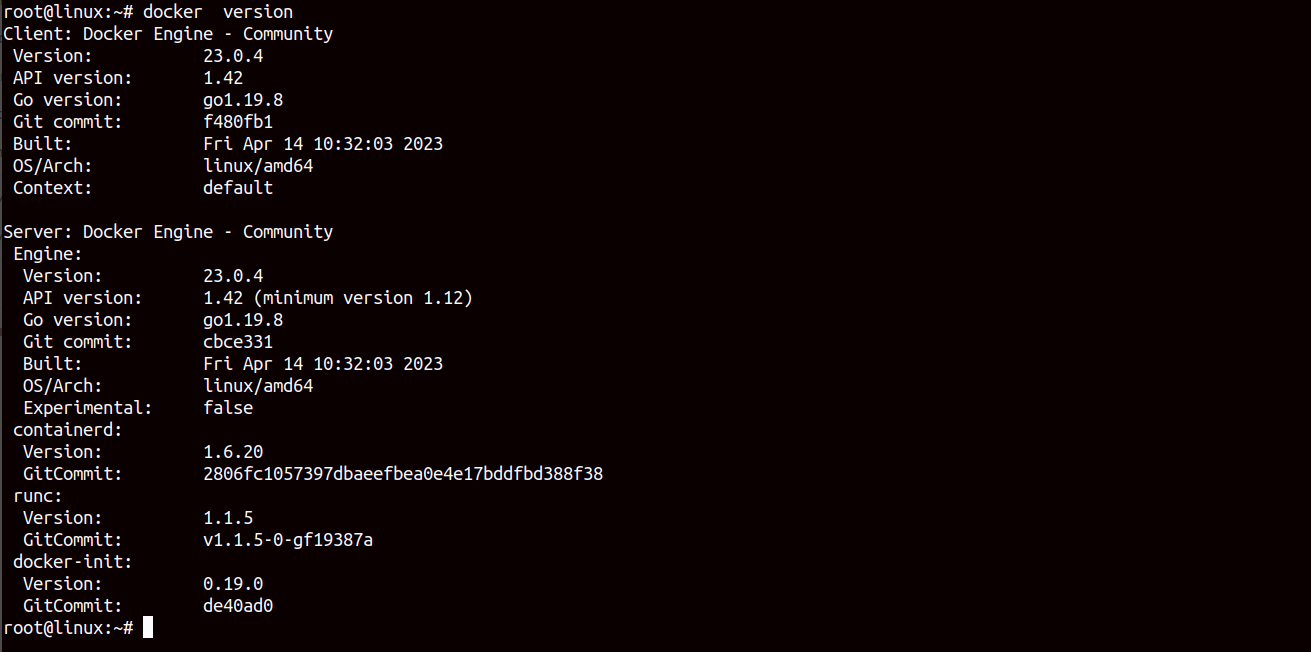 root@linux:~# docker  version
Client: Docker Engine - Community
 Version:           23.0.4
 API version:       1.42
 Go version:        go1.19.8
 Git commit:        f480fb1
 Built:             Fri Apr 14 10:32:03 2023
 OS/Arch:           linux/amd64
 Context:           default

Server: Docker Engine - Community
 Engine:
  Version:          23.0.4
  API version:      1.42 (minimum version 1.12)
  Go version:       go1.19.8
  Git commit:       cbce331
  Built:            Fri Apr 14 10:32:03 2023
  OS/Arch:          linux/amd64
  Experimental:     false
 containerd:
  Version:          1.6.20
  GitCommit:        2806fc1057397dbaeefbea0e4e17bddfbd388f38
 runc:
  Version:          1.1.5
  GitCommit:        v1.1.5-0-gf19387a
 docker-init:
  Version:          0.19.0
  GitCommit:        de40ad0
root@linux:~#